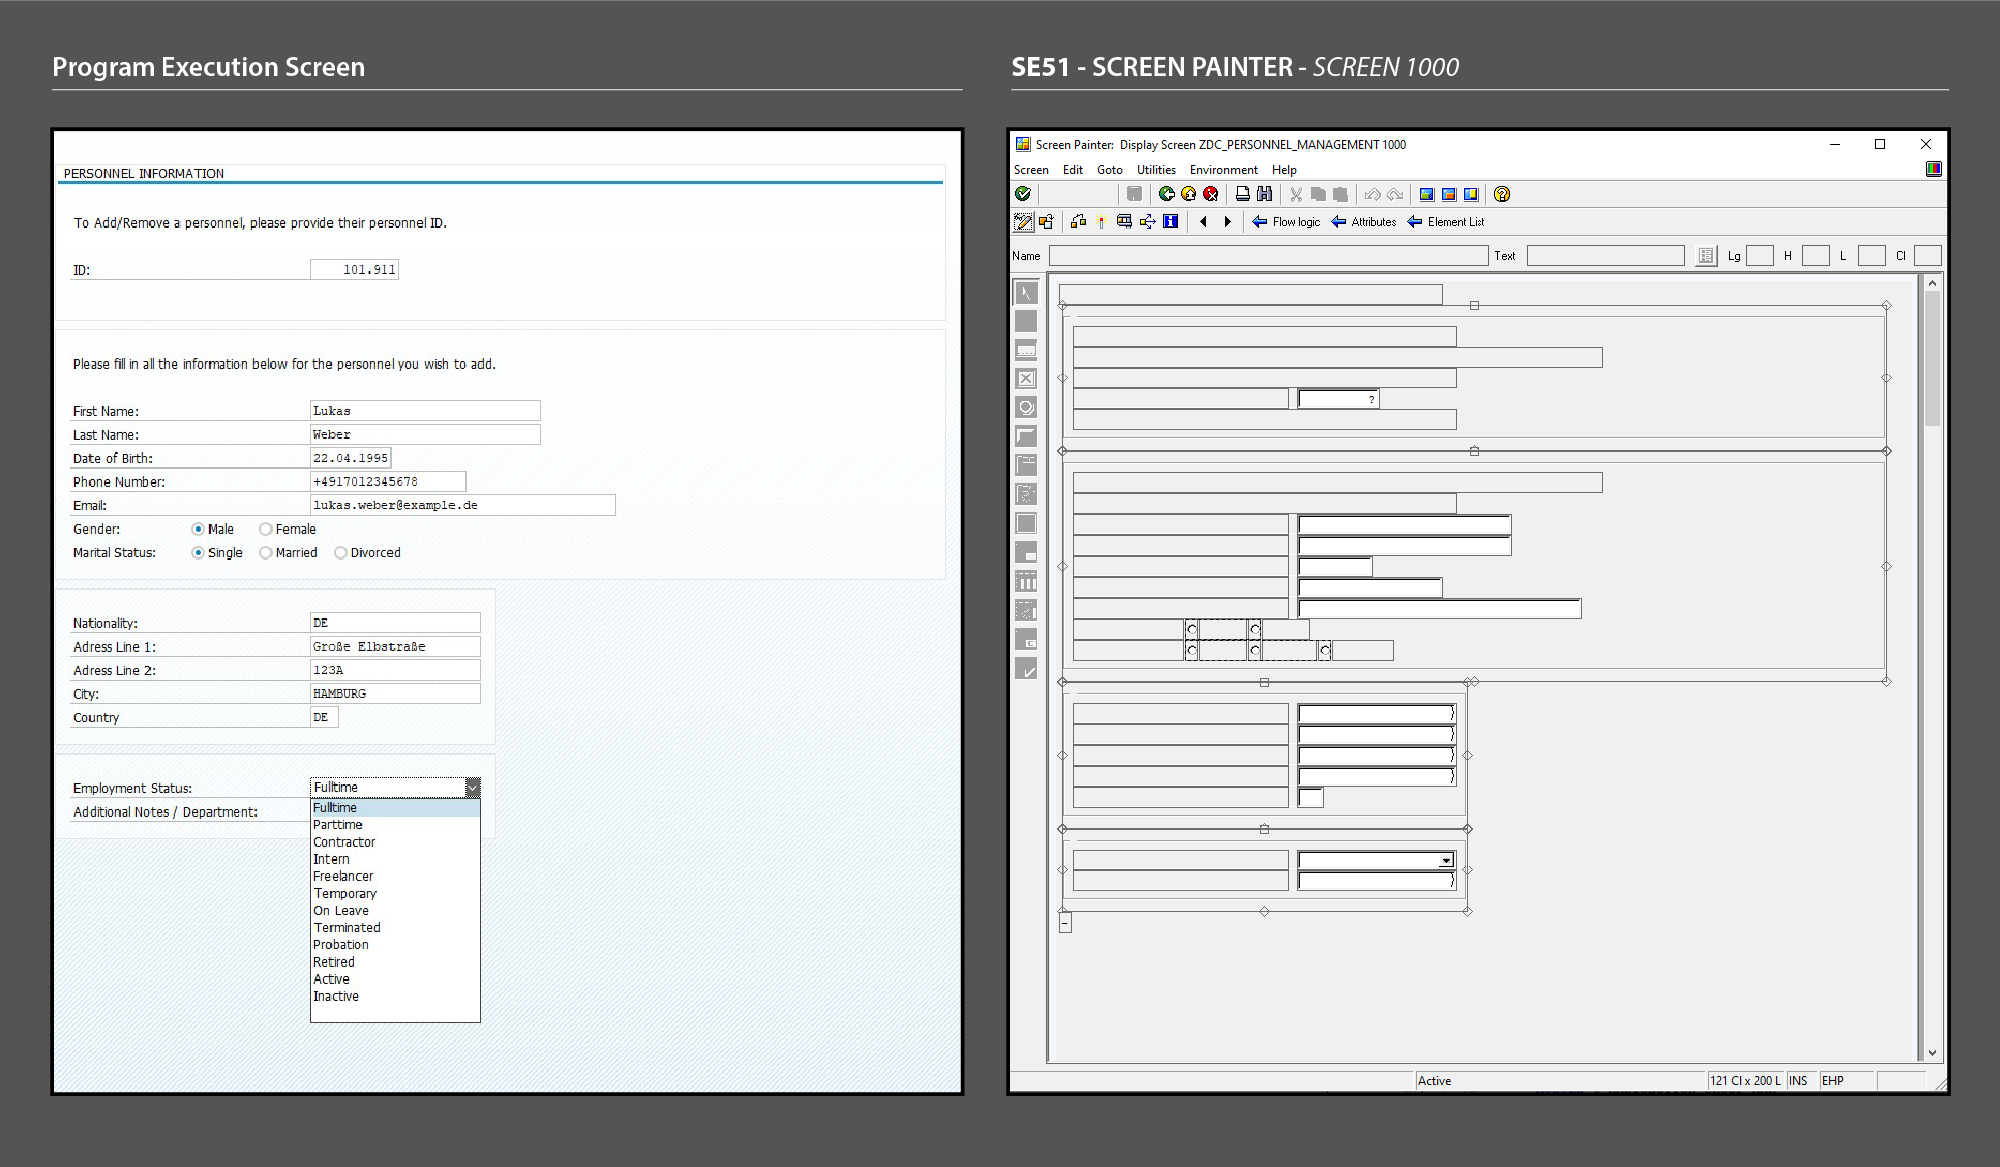 Program Execution Screen
PERSONNEL INFORMATION
To Add/Remove a personnel, please provide their personnel ID.
ID: 101.911
Please fill in all the information below for the personnel you wish to add.
First Name: Lukas
Last Name: Weber
Date of Birth: 22.04.1995
Phone Number: +4917012345678
Email: lukas.weber@example.de
Gender: Male Female
Marital Status: Single Married Divorced
Nationality: DE
Adress Line 1: Große Elbstraße
Adress Line 2: 123A
City: HAMBURG
Country DE
Employment Status: Fulltime
Additional Notes / Department:
Fulltime
Parttime
Contractor
Intern
Freelancer
Temporary
On Leave
Terminated
Probation
Retired
Active
Inactive
SE51 - SCREEN PAINTER - SCREEN 1000
Screen Painter: Display Screen ZDC_PERSONNEL_MANAGEMENT 1000
Screen Edit Goto Utilities Environment Help
Flow logic Attributes Element List
Name Text Lg H L Cl
?
Active 121 Cl x 200 L INS EHP